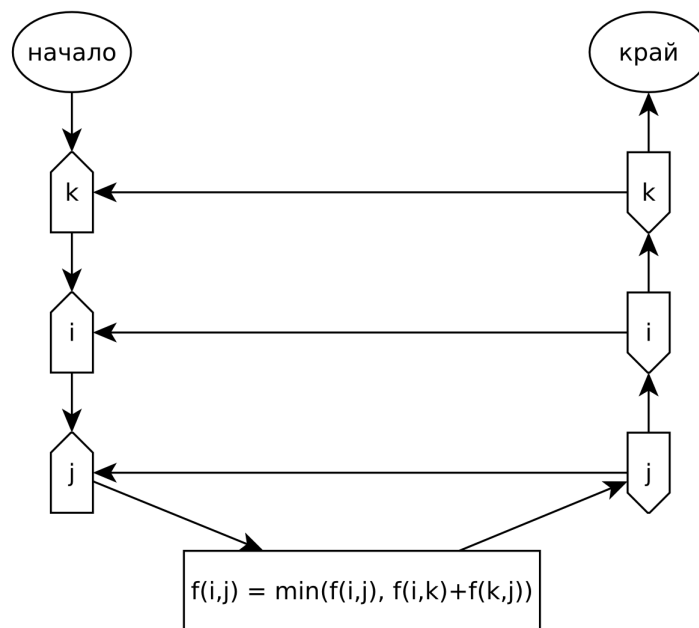 начало
край
k
k
i
i
j
j
f(i,j) = min(f(i,j), f(i,k)+f(k,j))